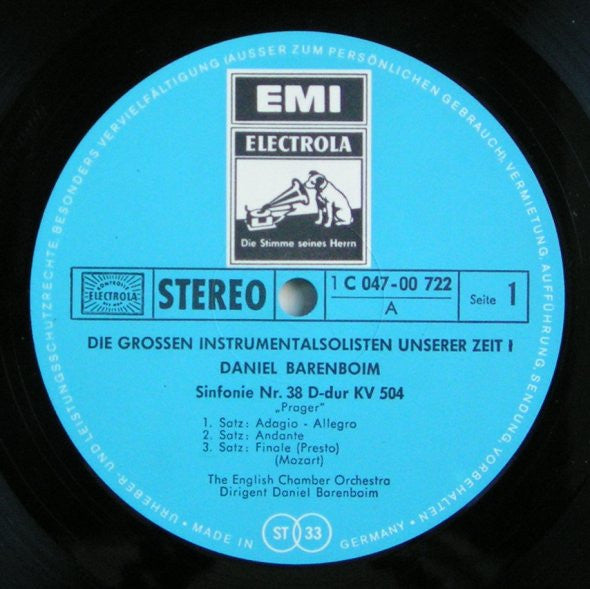 URHEBER- UND LEISTUNGSSCHUTZRECHTE, BESONDERS VERVIELFÄLTIGUNG (AUSSER ZUM PERSÖNLICHEN GEBRAUCH), VERMIETUNG, AUFFÜHRUNG, SENDUNG, VORBEHALTEN
EMI
ELECTROLA
Die Stimme seines Herrn
ELECTROLA
STEREO
1 C 047-00 722
A
Seite 1
DIE GROSSEN INSTRUMENTALSOLISTEN UNSERER ZEIT I
DANIEL BARENBOIM
Sinfonie Nr. 38 D-dur KV 504
„Prager"
1. Satz: Adagio - Allegro
2. Satz: Andante
3. Satz: Finale (Presto)
(Mozart)
The English Chamber Orchestra
Dirigent Daniel Barenboim
• MADE IN GERMANY •
ST 33